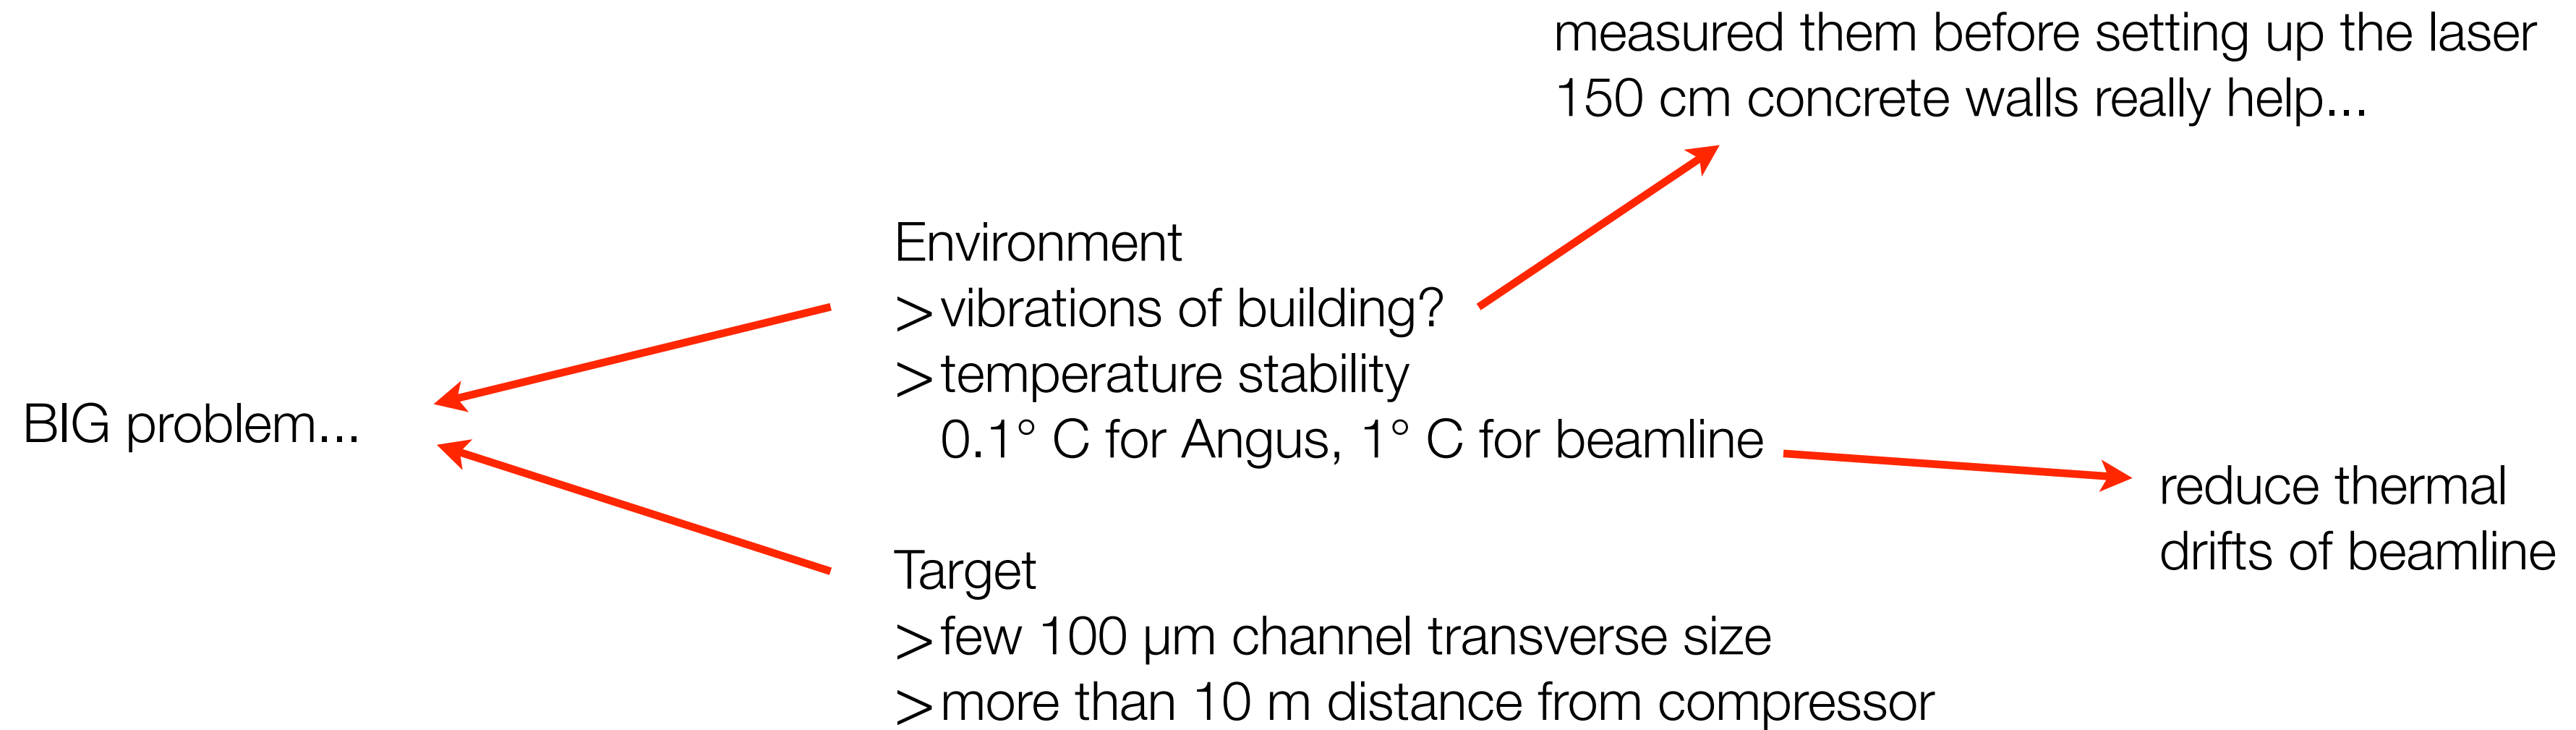 measured them before setting up the laser
150 cm concrete walls really help...
Environment
> vibrations of building?
> temperature stability
0.1° C for Angus, 1° C for beamline
BIG problem...
reduce thermal
drifts of beamline
Target
> few 100 µm channel transverse size
> more than 10 m distance from compressor